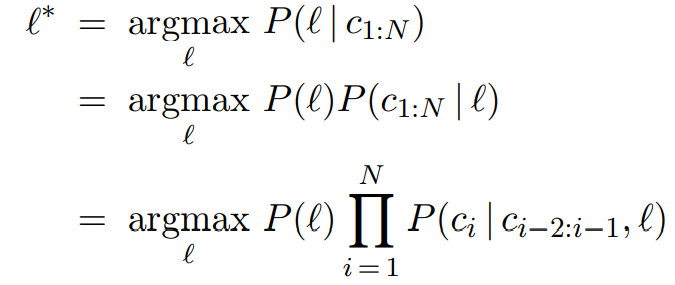 ℓ* = argmax_ℓ P(ℓ | c_{1:N})
= argmax_ℓ P(ℓ)P(c_{1:N} | ℓ)
= argmax_ℓ P(ℓ) ∏_{i=1}^{N} P(c_i | c_{i−2:i−1}, ℓ)